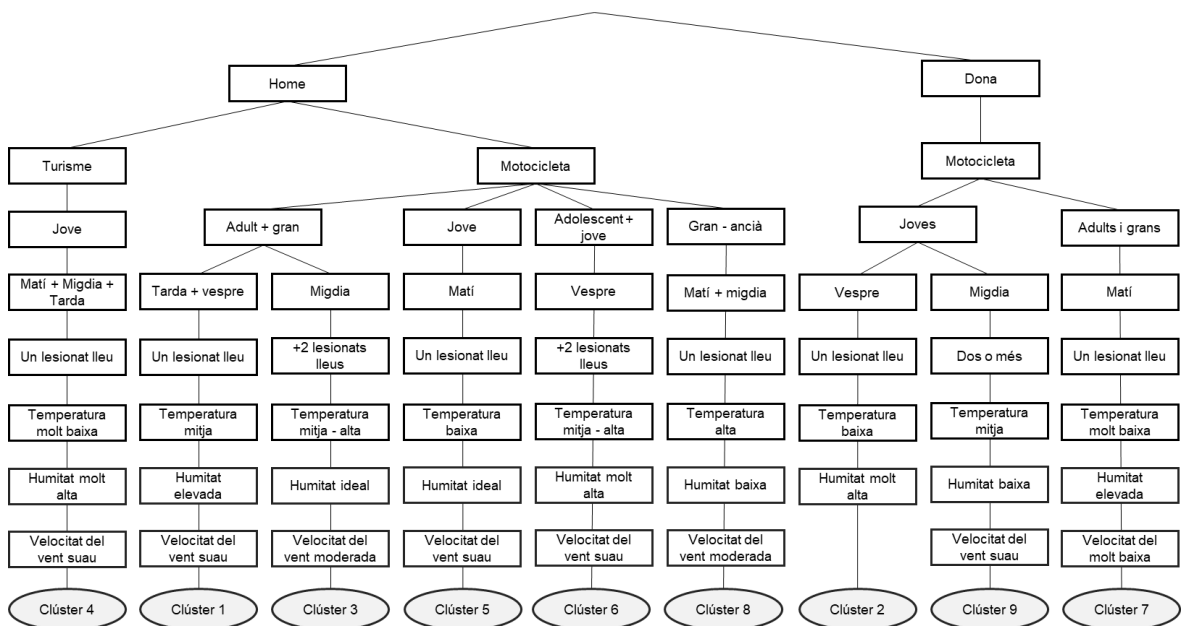 Home
Dona
Turisme
Motocicleta
Motocicleta
Jove
Adult + gran
Jove
Adolescent +
jove
Gran - ancià
Joves
Adults i grans
Matí + Migdia +
Tarda
Tarda + vespre
Migdia
Matí
Vespre
Matí + migdia
Vespre
Migdia
Matí
Un lesionat lleu
Un lesionat lleu
+2 lesionats
lleus
Un lesionat lleu
+2 lesionats
lleus
Un lesionat lleu
Un lesionat lleu
Dos o més
Un lesionat lleu
Temperatura
molt baixa
Temperatura
mitja
Temperatura
mitja - alta
Temperatura
baixa
Temperatura
mitja - alta
Temperatura
alta
Temperatura
baixa
Temperatura
mitja
Temperatura
molt baixa
Humitat molt
alta
Humitat
elevada
Humitat ideal
Humitat ideal
Humitat molt
alta
Humitat baixa
Humitat molt
alta
Humitat baixa
Humitat
elevada
Velocitat del
vent suau
Velocitat del
vent suau
Velocitat del
vent moderada
Velocitat del
vent suau
Velocitat del
vent suau
Velocitat del
vent moderada
Velocitat del
vent suau
Velocitat del
molt baixa
Clúster 4
Clúster 1
Clúster 3
Clúster 5
Clúster 6
Clúster 8
Clúster 2
Clúster 9
Clúster 7